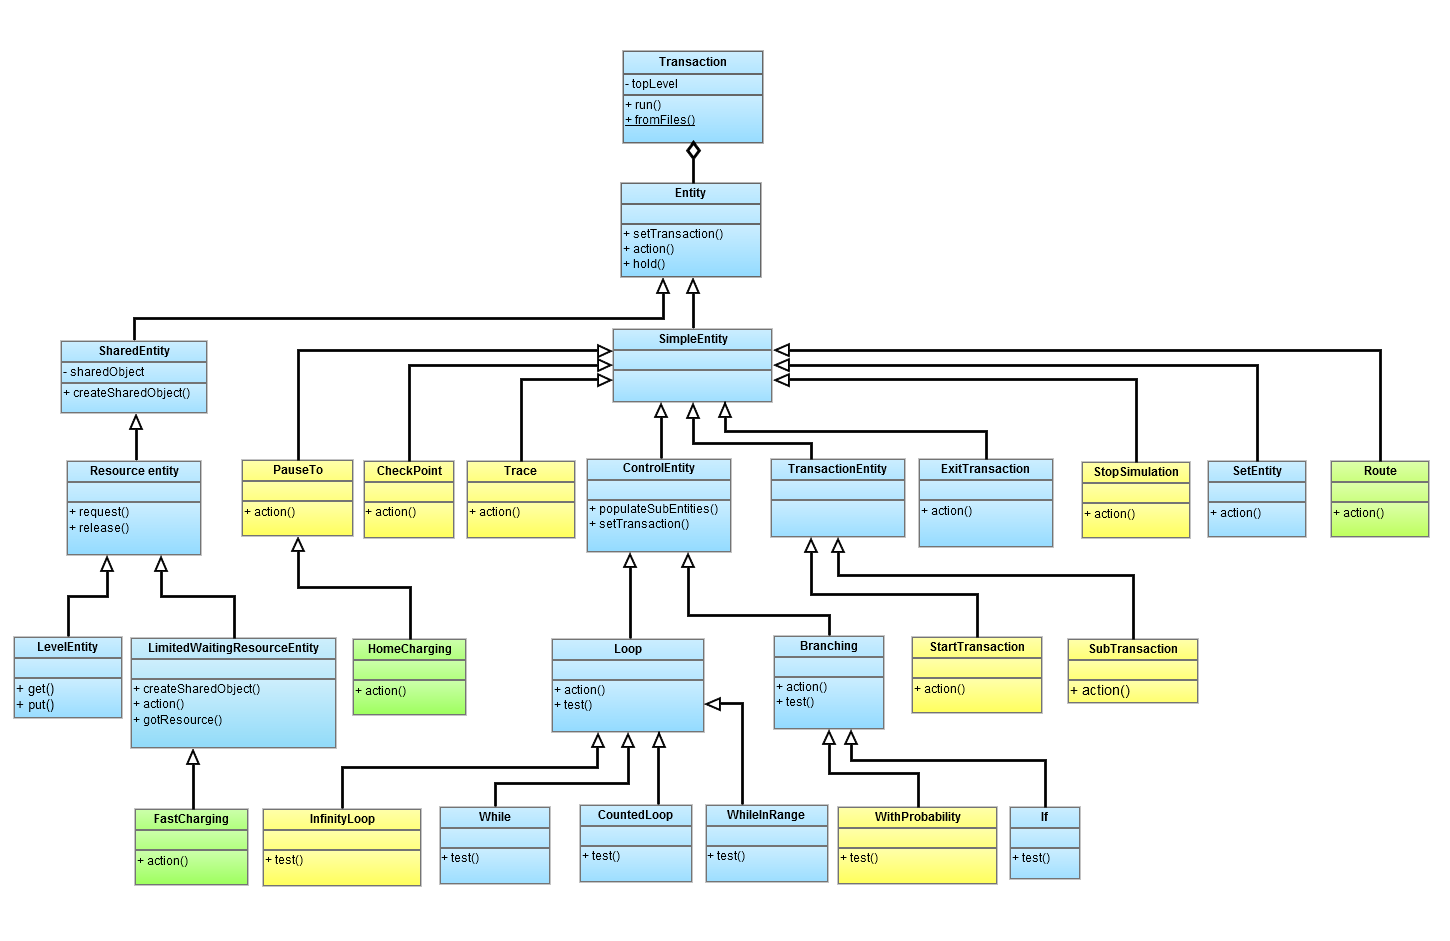 Transaction
- topLevel
+ run()
+ fromFiles()
Entity
+ setTransaction()
+ action()
+ hold()
SharedEntity
- sharedObject
+ createSharedObject()
SimpleEntity
Resource entity
+ request()
+ release()
PauseTo
+ action()
CheckPoint
+ action()
Trace
+ action()
ControlEntity
+ populateSubEntities()
+ setTransaction()
TransactionEntity
ExitTransaction
+ action()
StopSimulation
+ action()
SetEntity
+ action()
Route
+ action()
LevelEntity
+ get()
+ put()
LimitedWaitingResourceEntity
+ createSharedObject()
+ action()
+ gotResource()
HomeCharging
+ action()
Loop
+ action()
+ test()
Branching
+ action()
+ test()
StartTransaction
+ action()
SubTransaction
+ action()
FastCharging
+ action()
InfinityLoop
+ test()
While
+ test()
CountedLoop
+ test()
WhileInRange
+ test()
WithProbability
+ test()
If
+ test()